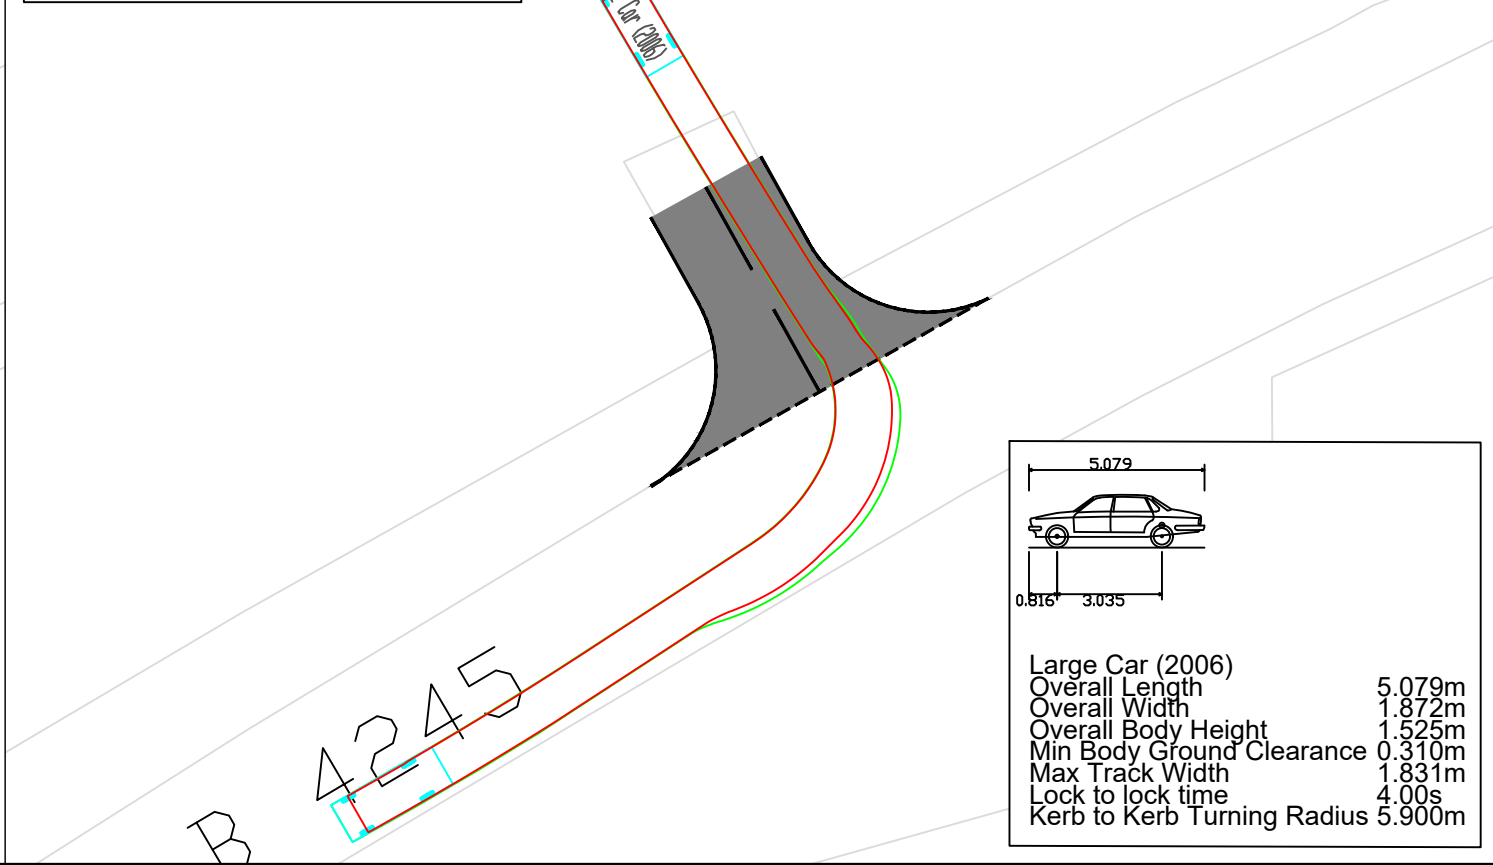 Car (2006)
B 4245
5.079
0.816 3.035
Large Car (2006)
Overall Length 5.079m
Overall Width 1.872m
Overall Body Height 1.525m
Min Body Ground Clearance 0.310m
Max Track Width 1.831m
Lock to lock time 4.00s
Kerb to Kerb Turning Radius 5.900m